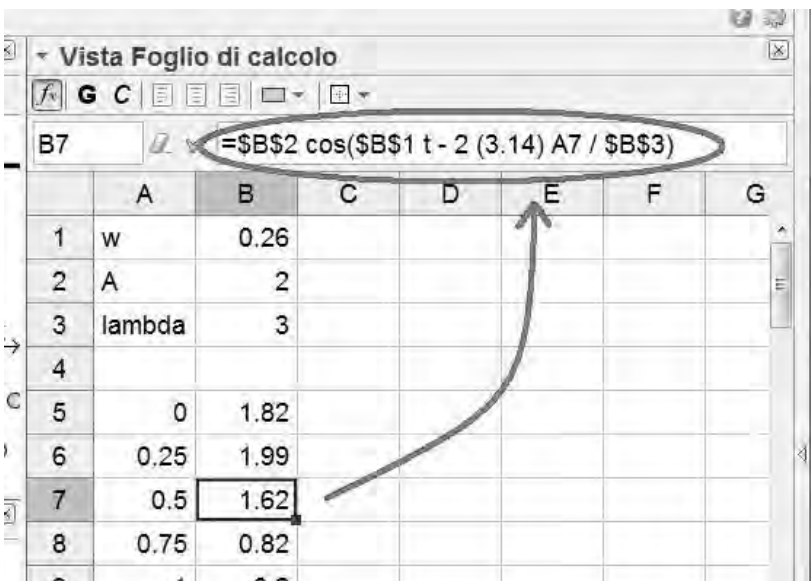 Vista Foglio di calcolo
G C
B7 =$B$2 cos($B$1 t - 2 (3.14) A7 / $B$3)
A B C D E F G
1 w 0.26
2 A 2
3 lambda 3
4
5 0 1.82
6 0.25 1.99
7 0.5 1.62
8 0.75 0.82